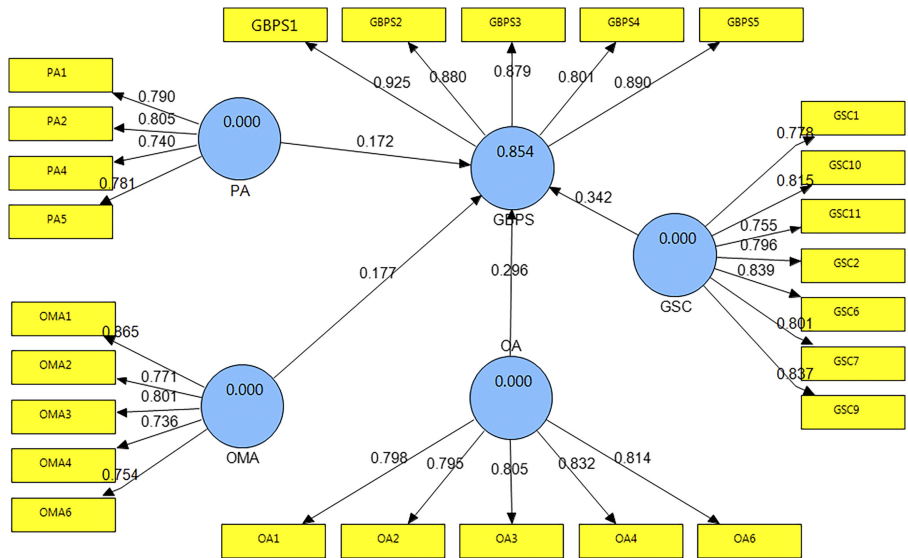 GBPS1
GBPS2
GBPS3
GBPS4
GBPS5
0.925
0.880
0.879
0.801
0.890
PA1
PA2
PA4
PA5
0.790
0.805
0.740
0.781
0.000
PA
0.172
0.854
GBPS
0.342
GSC1
GSC10
GSC11
GSC2
GSC6
GSC7
GSC9
0.778
0.815
0.755
0.796
0.839
0.801
0.837
0.000
GSC
0.177
0.296
OMA1
OMA2
OMA3
OMA4
OMA6
0.865
0.771
0.801
0.736
0.754
0.000
OMA
OA
0.000
0.798
0.795
0.805
0.832
0.814
OA1
OA2
OA3
OA4
OA6